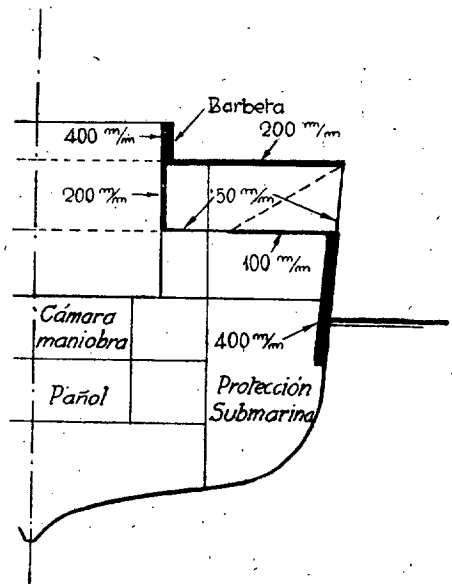 Barbeta
400 m/m
200 m/m
200 m/m
50 m/m
100 m/m
Cámara
maniobra
400 m/m
Pañol
Protección
Submarina